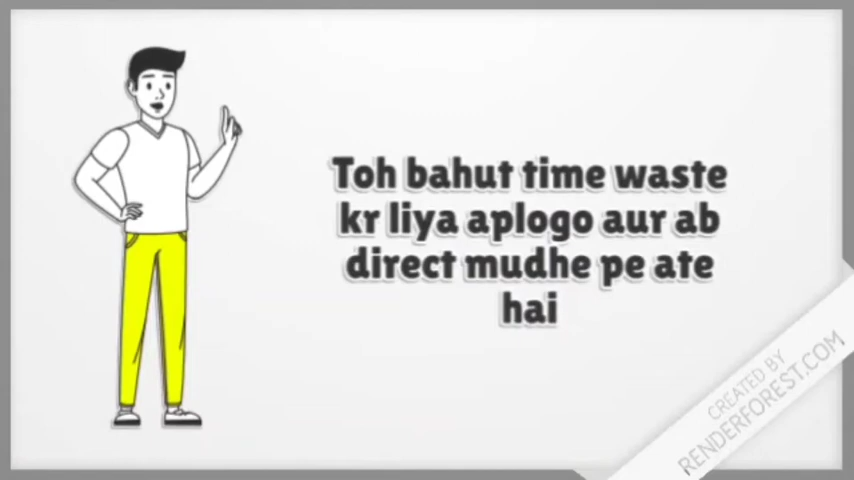 Toh bahut time waste
kr liya aplogo aur ab
direct mudhe pe ate
hai
CREATED BY
RENDERFOREST.COM